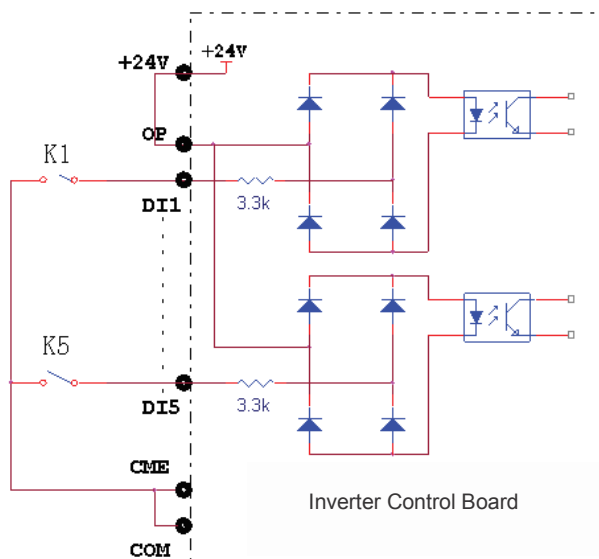 +24V
+24V
OP
K1
DI1
3.3k
K5
DI5
3.3k
CME
Inverter Control Board
COM